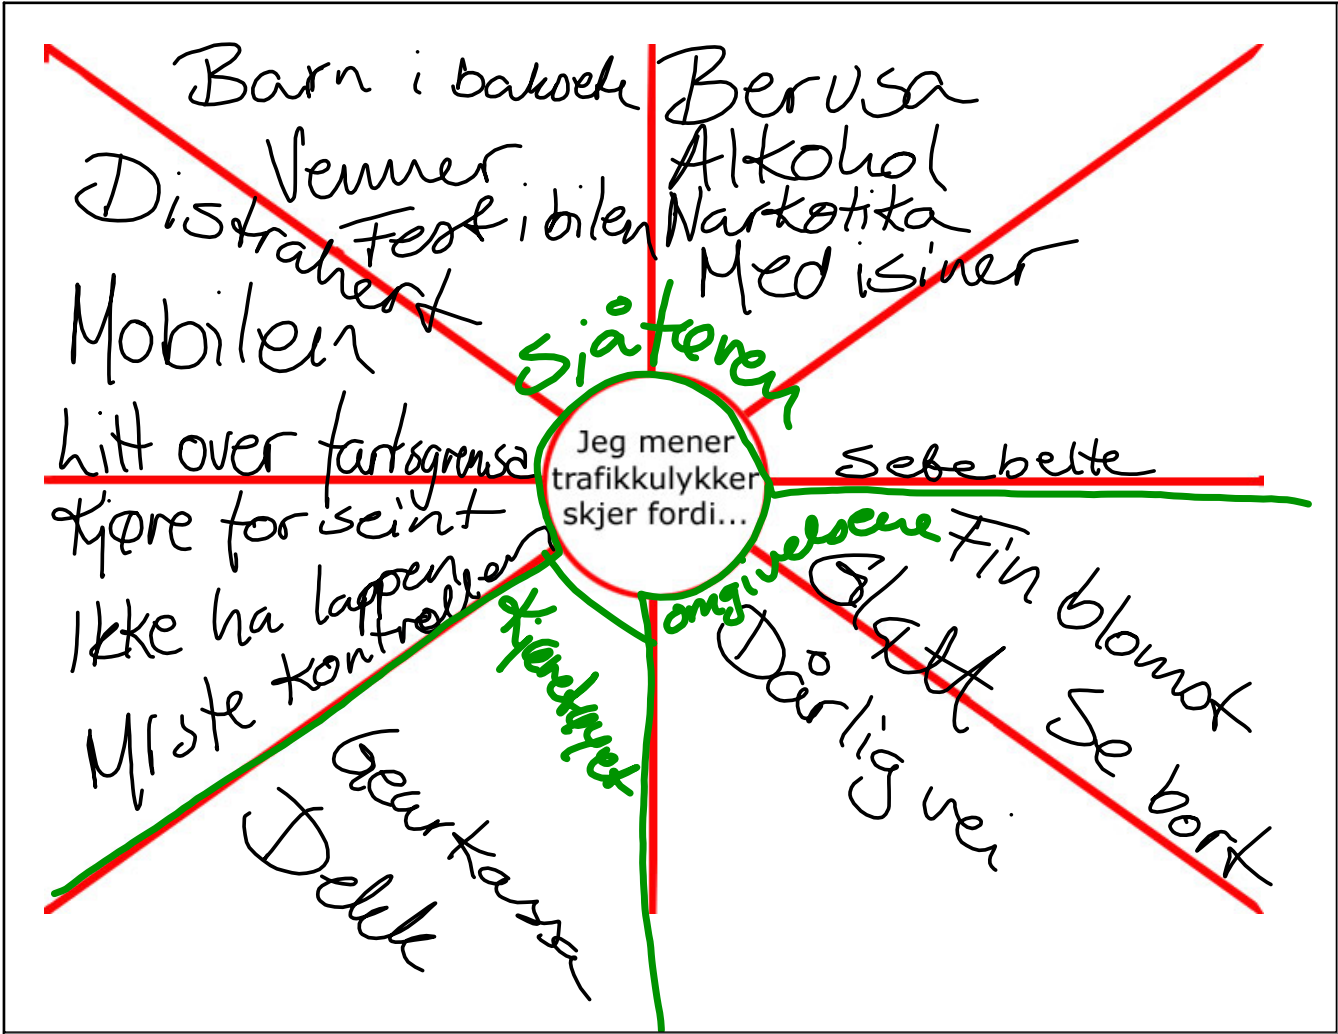 Barn i baksete
Venner
Fest i bilen
Distrahert
Mobilen
Litt over fartsgrensa
Kjøre for seint
Ikke ha lappen
Miste kontrollen
Berusa
Alkohol
Narkotika
Medisiner
sjåføren
Jeg mener
trafikkulykker
skjer fordi...
Setebelte
omgivelsene
Fin blomst
Glatt
Se bort
Dårlig vei
Kjøretøyet
Gearkassa
Dekk